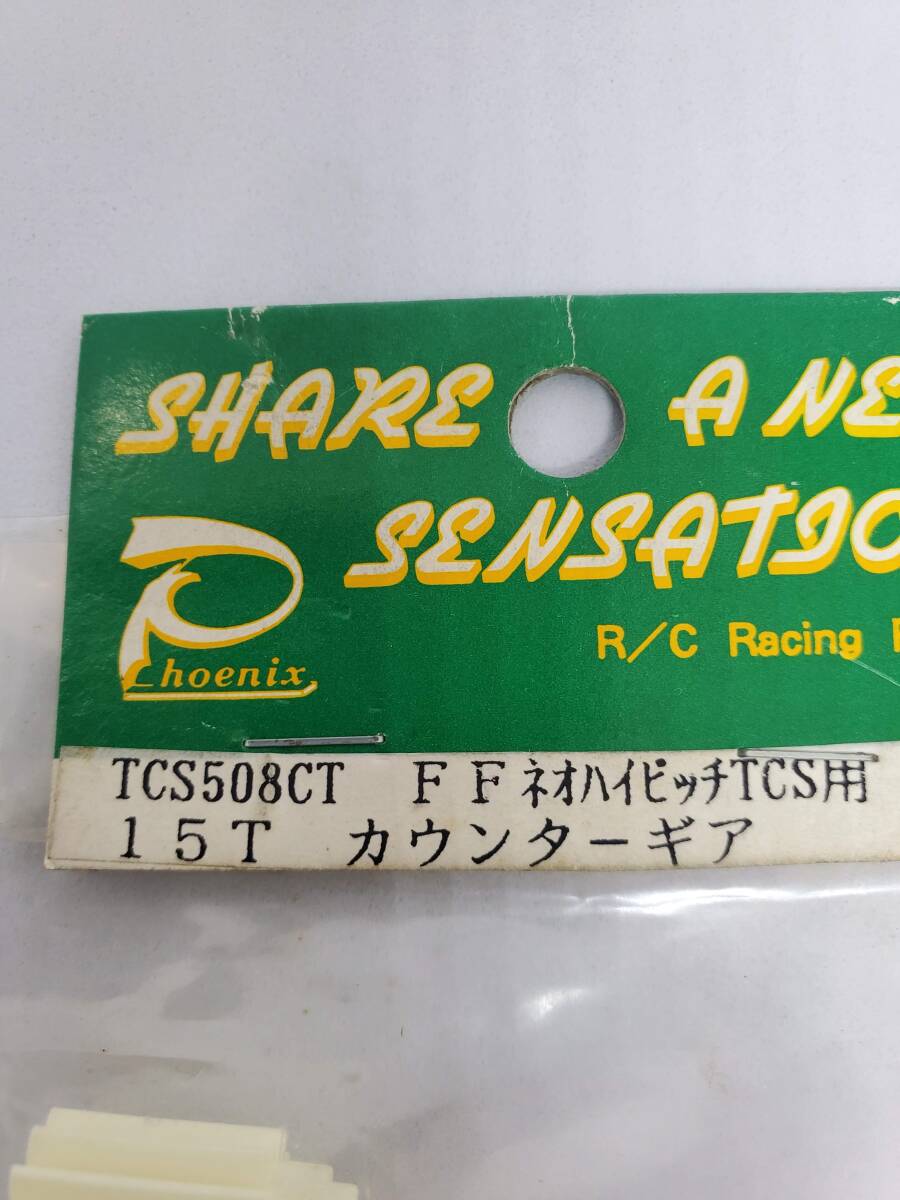 SHARE A NE
SENSATIO
Phoenix
R/C Racing
TCS508CT FFネオハイピッチTCS用
15T カウンターギア